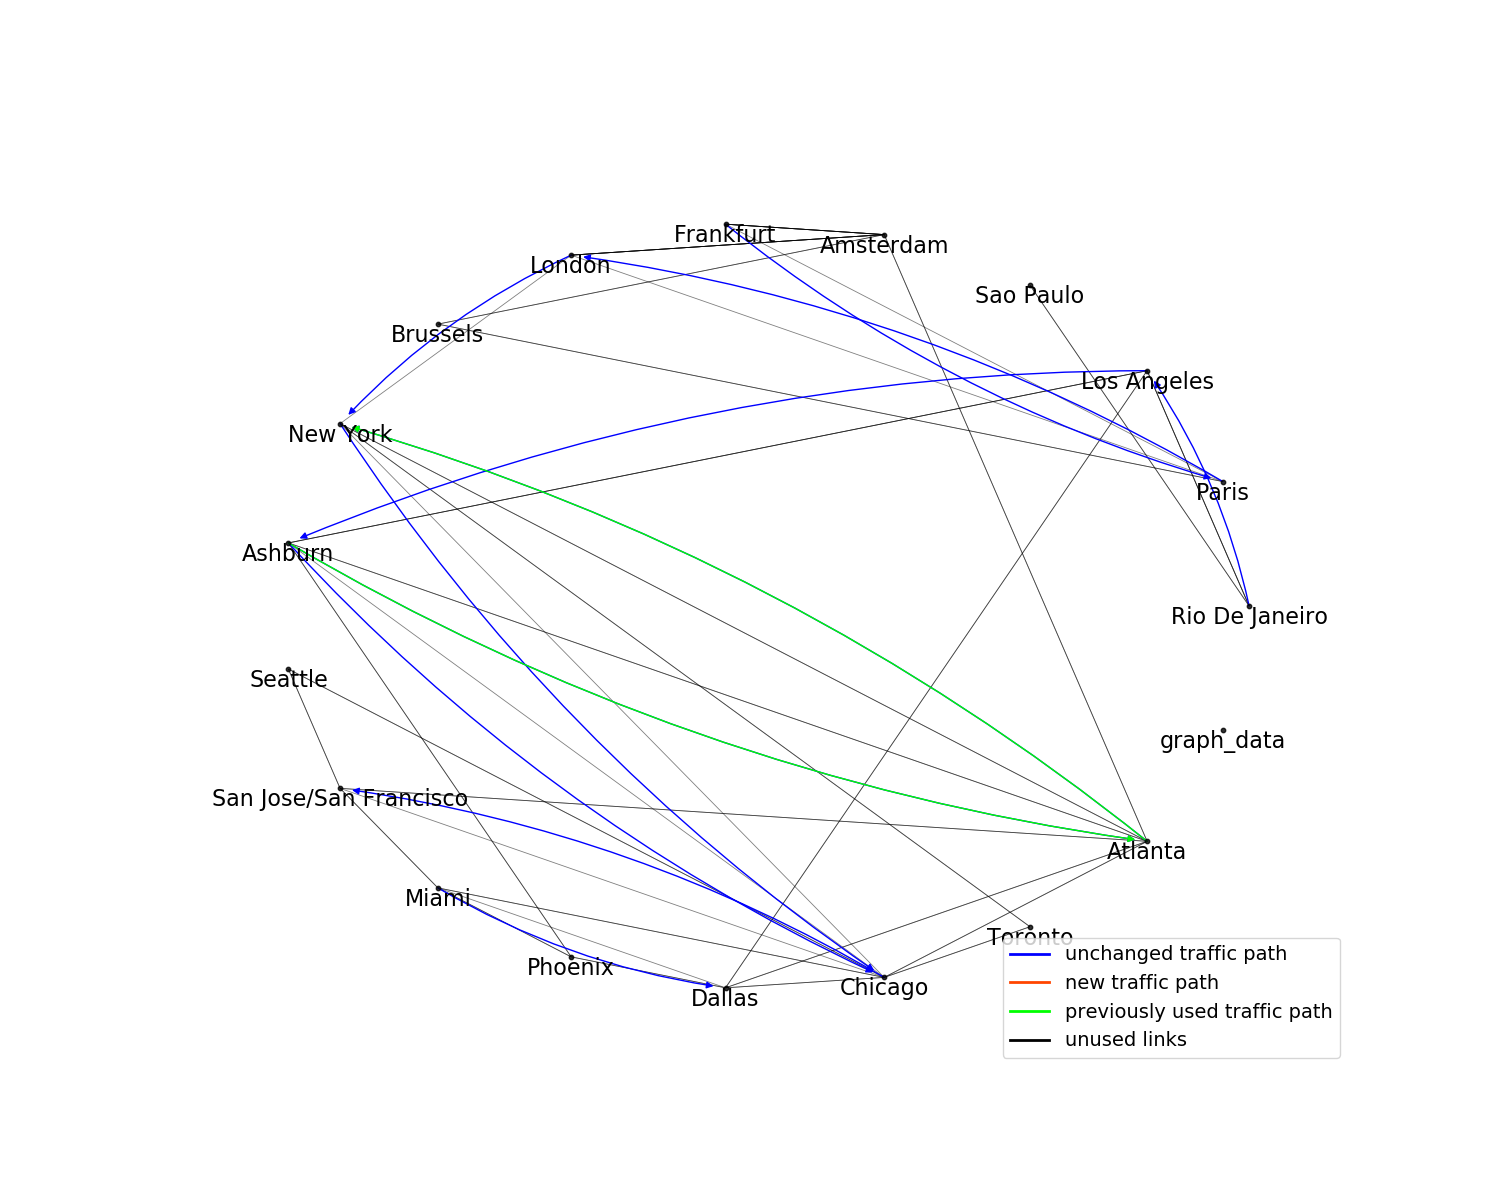 Frankfurt
Amsterdam
London
Sao Paulo
Brussels
Los Angeles
New York
Paris
Ashburn
Rio De Janeiro
Seattle
graph_data
San Jose/San Francisco
Atlanta
Miami
Toronto
Phoenix
Chicago
Dallas
unchanged traffic path
new traffic path
previously used traffic path
unused links